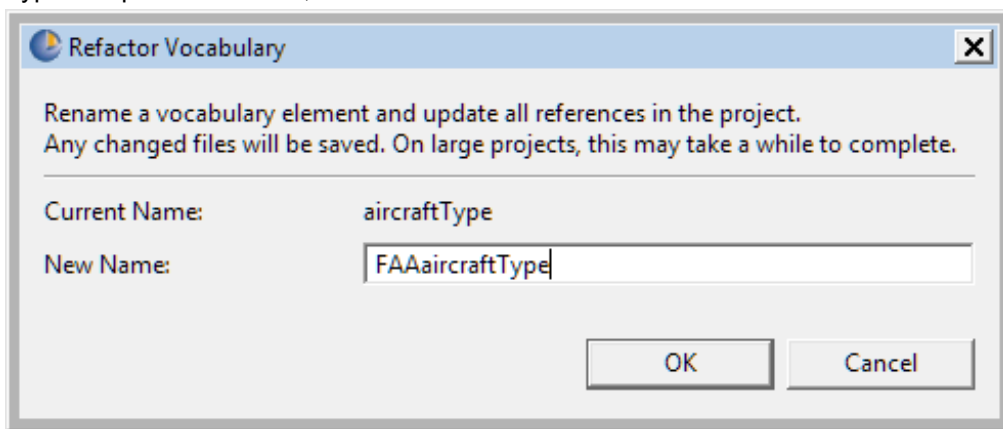 Refactor Vocabulary
Rename a vocabulary element and update all references in the project.
Any changed files will be saved. On large projects, this may take a while to complete.
Current Name: aircraftType
New Name: FAAaircraftType
OK Cancel